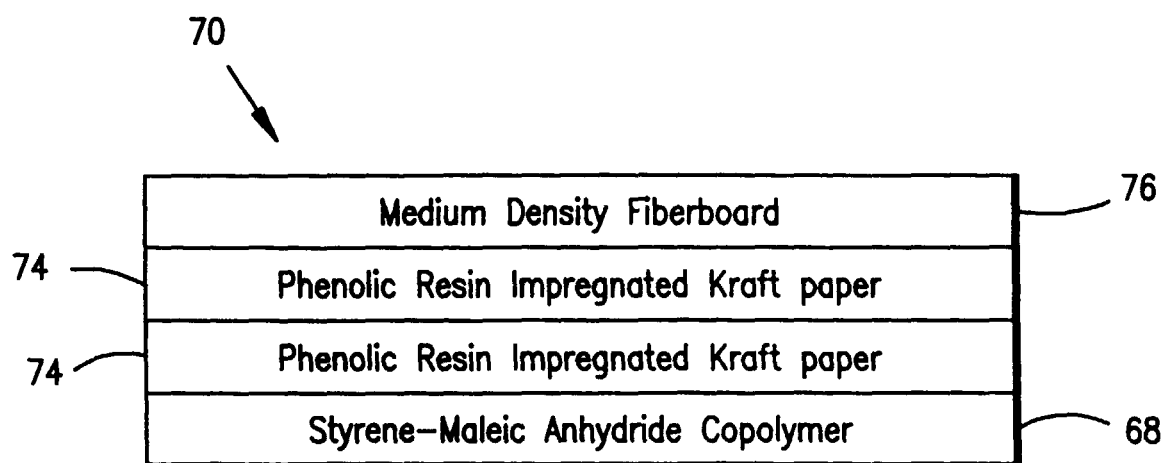 70
Medium Density Fiberboard
76
74
Phenolic Resin Impregnated Kraft paper
74
Phenolic Resin Impregnated Kraft paper
Styrene-Maleic Anhydride Copolymer
68